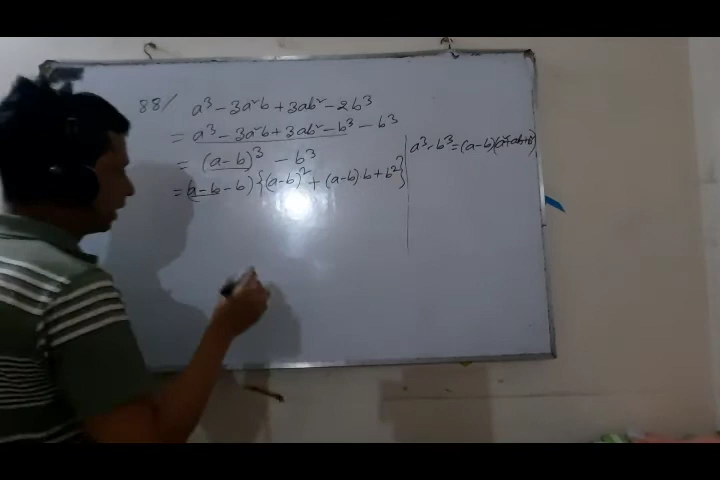 88/ a³ - 3a²b + 3ab² - 2b³
= a³ - 3a²b + 3ab² - b³ - b³
= (a-b)³ - b³
= (a-b-b) {(a-b)² + (a-b).b + b²}
a³-b³ = (a-b)(a²+ab+b²)